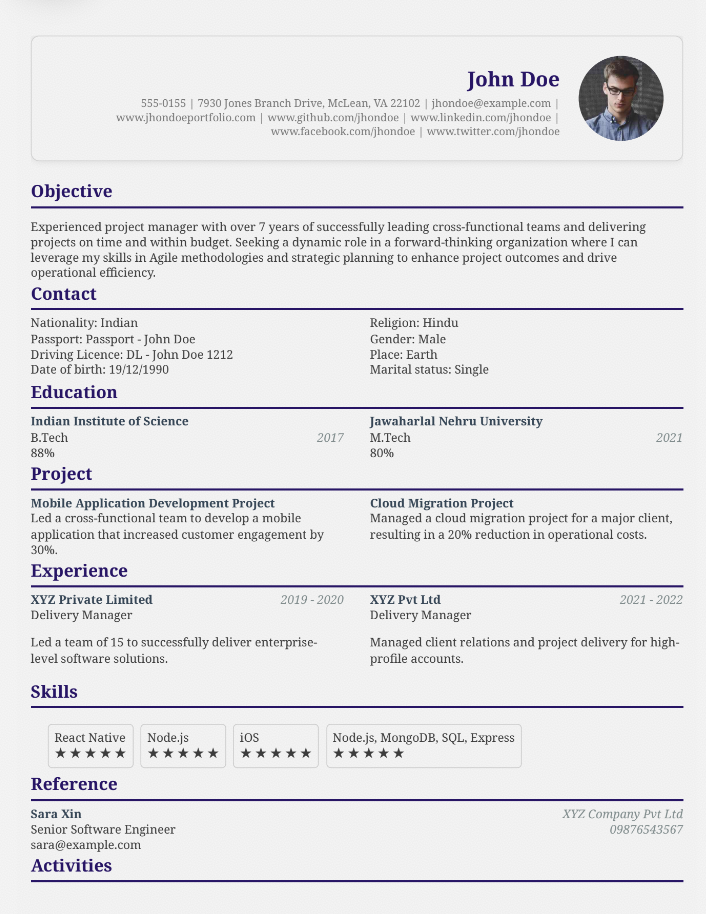 John Doe
555-0155 | 7930 Jones Branch Drive, McLean, VA 22102 | jhondoe@example.com |
www.jhondoeportfolio.com | www.github.com/jhondoe | www.linkedin.com/jhondoe |
www.facebook.com/jhondoe | www.twitter.com/jhondoe
Objective
Experienced project manager with over 7 years of successfully leading cross-functional teams and delivering
projects on time and within budget. Seeking a dynamic role in a forward-thinking organization where I can
leverage my skills in Agile methodologies and strategic planning to enhance project outcomes and drive
operational efficiency.
Contact
Nationality: Indian
Passport: Passport - John Doe
Driving Licence: DL - John Doe 1212
Date of birth: 19/12/1990
Religion: Hindu
Gender: Male
Place: Earth
Marital status: Single
Education
Indian Institute of Science
B.Tech 2017
88%
Jawaharlal Nehru University
M.Tech 2021
80%
Project
Mobile Application Development Project
Led a cross-functional team to develop a mobile
application that increased customer engagement by
30%.
Cloud Migration Project
Managed a cloud migration project for a major client,
resulting in a 20% reduction in operational costs.
Experience
XYZ Private Limited 2019 - 2020
Delivery Manager
Led a team of 15 to successfully deliver enterprise-
level software solutions.
XYZ Pvt Ltd 2021 - 2022
Delivery Manager
Managed client relations and project delivery for high-
profile accounts.
Skills
React Native
★★★★★
Node.js
★★★★★
iOS
★★★★★
Node.js, MongoDB, SQL, Express
★★★★★
Reference
Sara Xin XYZ Company Pvt Ltd
Senior Software Engineer 09876543567
sara@example.com
Activities